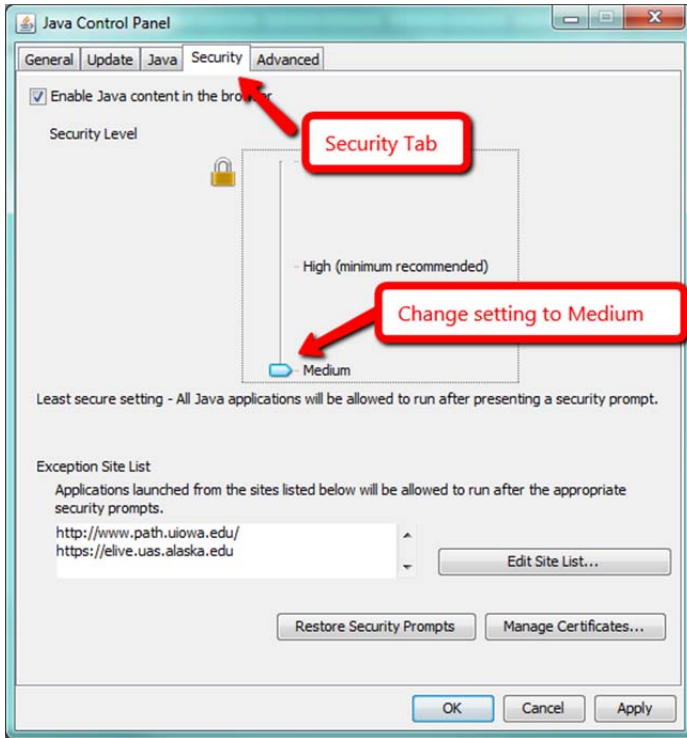 Java Control Panel
General Update Java Security Advanced
Enable Java content in the browser
Security Level
Security Tab
High (minimum recommended)
Change setting to Medium
Medium
Least secure setting - All Java applications will be allowed to run after presenting a security prompt.
Exception Site List
Applications launched from the sites listed below will be allowed to run after the appropriate
security prompts.
http://www.path.uiowa.edu/
https://elive.uas.alaska.edu
Edit Site List...
Restore Security Prompts Manage Certificates...
OK Cancel Apply